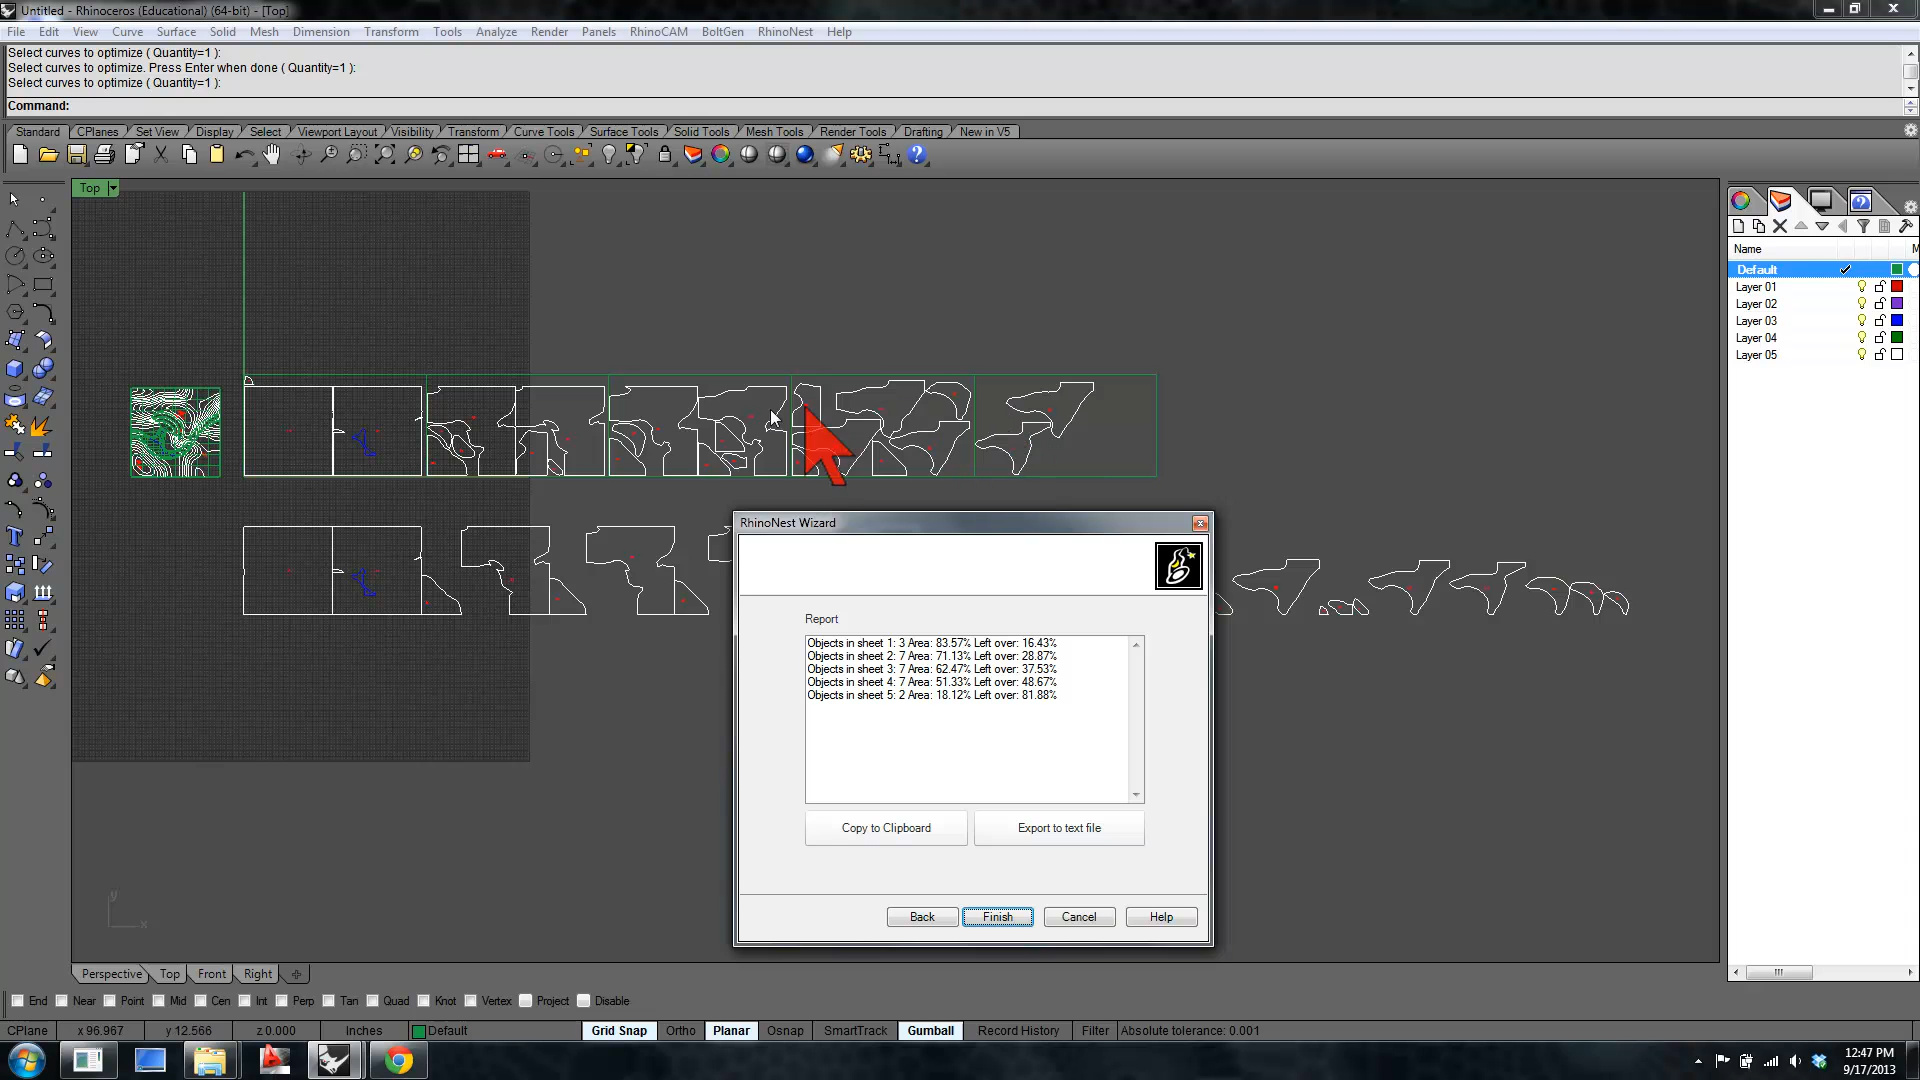 Untitled - Rhinoceros (Educational) (64-bit) - [Top]
File Edit View Curve Surface Solid Mesh Dimension Transform Tools Analyze Render Panels RhinoCAM BoltGen RhinoNest Help
Select curves to optimize ( Quantity=1 ):
Select curves to optimize. Press Enter when done ( Quantity=1 ):
Select curves to optimize ( Quantity=1 ):
Command:
Standard CPlanes Set View Display Select Viewport Layout Visibility Transform Curve Tools Surface Tools Solid Tools Mesh Tools Render Tools Drafting New in V5
Top
Name M
Default
Layer 01
Layer 02
Layer 03
Layer 04
Layer 05
RhinoNest Wizard
Report
Objects in sheet 1: 3 Area: 83.57% Left over: 16.43%
Objects in sheet 2: 7 Area: 71.13% Left over: 28.87%
Objects in sheet 3: 7 Area: 62.47% Left over: 37.53%
Objects in sheet 4: 7 Area: 51.33% Left over: 48.67%
Objects in sheet 5: 2 Area: 18.12% Left over: 81.88%
Copy to Clipboard Export to text file
Back Finish Cancel Help
y
x
Perspective Top Front Right
End Near Point Mid Cen Int Perp Tan Quad Knot Vertex Project Disable
CPlane x 96.967 y 12.566 z 0.000 Inches Default Grid Snap Ortho Planar Osnap SmartTrack Gumball Record History Filter Absolute tolerance: 0.001
12:47 PM
9/17/2013